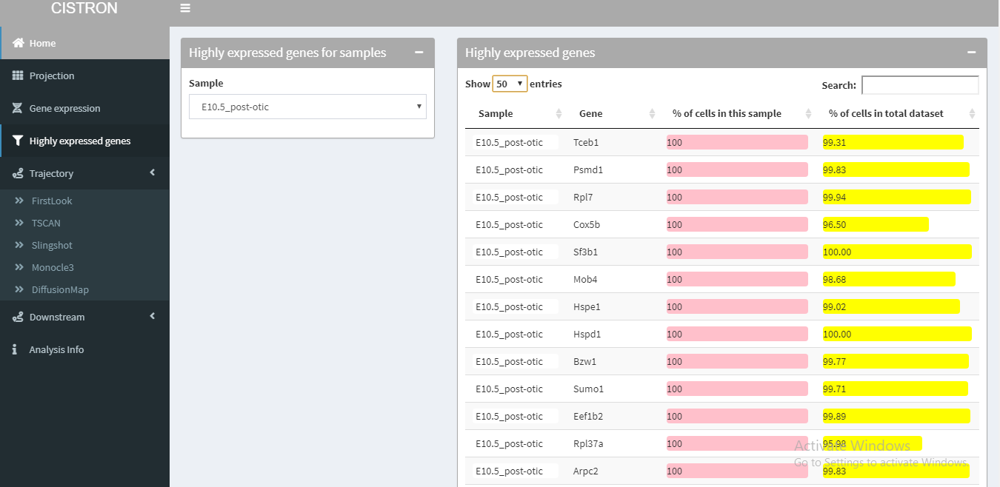 CISTRON
Home
Projection
Gene expression
Highly expressed genes
Trajectory
FirstLook
TSCAN
Slingshot
Monocle3
DiffusionMap
Downstream
Analysis Info
Highly expressed genes for samples
Sample
E10.5_post-otic
Highly expressed genes
Show 50 entries
Search:
Sample Gene % of cells in this sample % of cells in total dataset
E10.5_post-otic Tceb1 100 99.31
E10.5_post-otic Psmd1 100 99.83
E10.5_post-otic Rpl7 100 99.94
E10.5_post-otic Cox5b 100 96.50
E10.5_post-otic Sf3b1 100 100.00
E10.5_post-otic Mob4 100 98.68
E10.5_post-otic Hspe1 100 99.02
E10.5_post-otic Hspd1 100 100.00
E10.5_post-otic Bzw1 100 99.77
E10.5_post-otic Sumo1 100 99.71
E10.5_post-otic Eef1b2 100 99.89
E10.5_post-otic Rpl37a 100 95.98
E10.5_post-otic Arpc2 100 99.83
Activate Windows
Go to Settings to activate Windows.